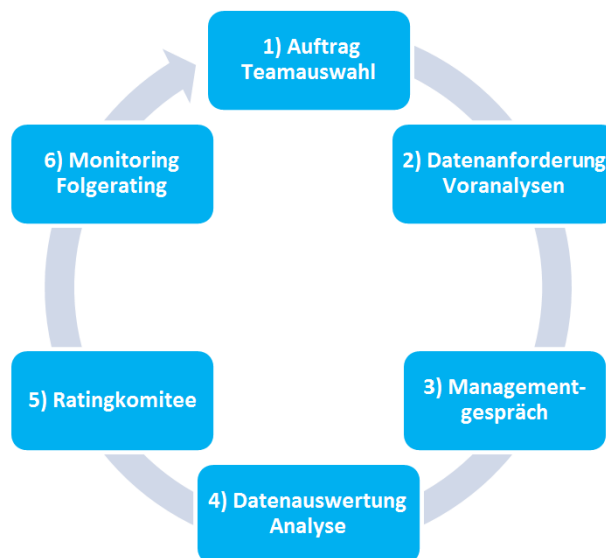 1) Auftrag
Teamauswahl
2) Datenanforderung
Voranalysen
3) Management-
gespräch
4) Datenauswertung
Analyse
5) Ratingkomitee
6) Monitoring
Folgerating